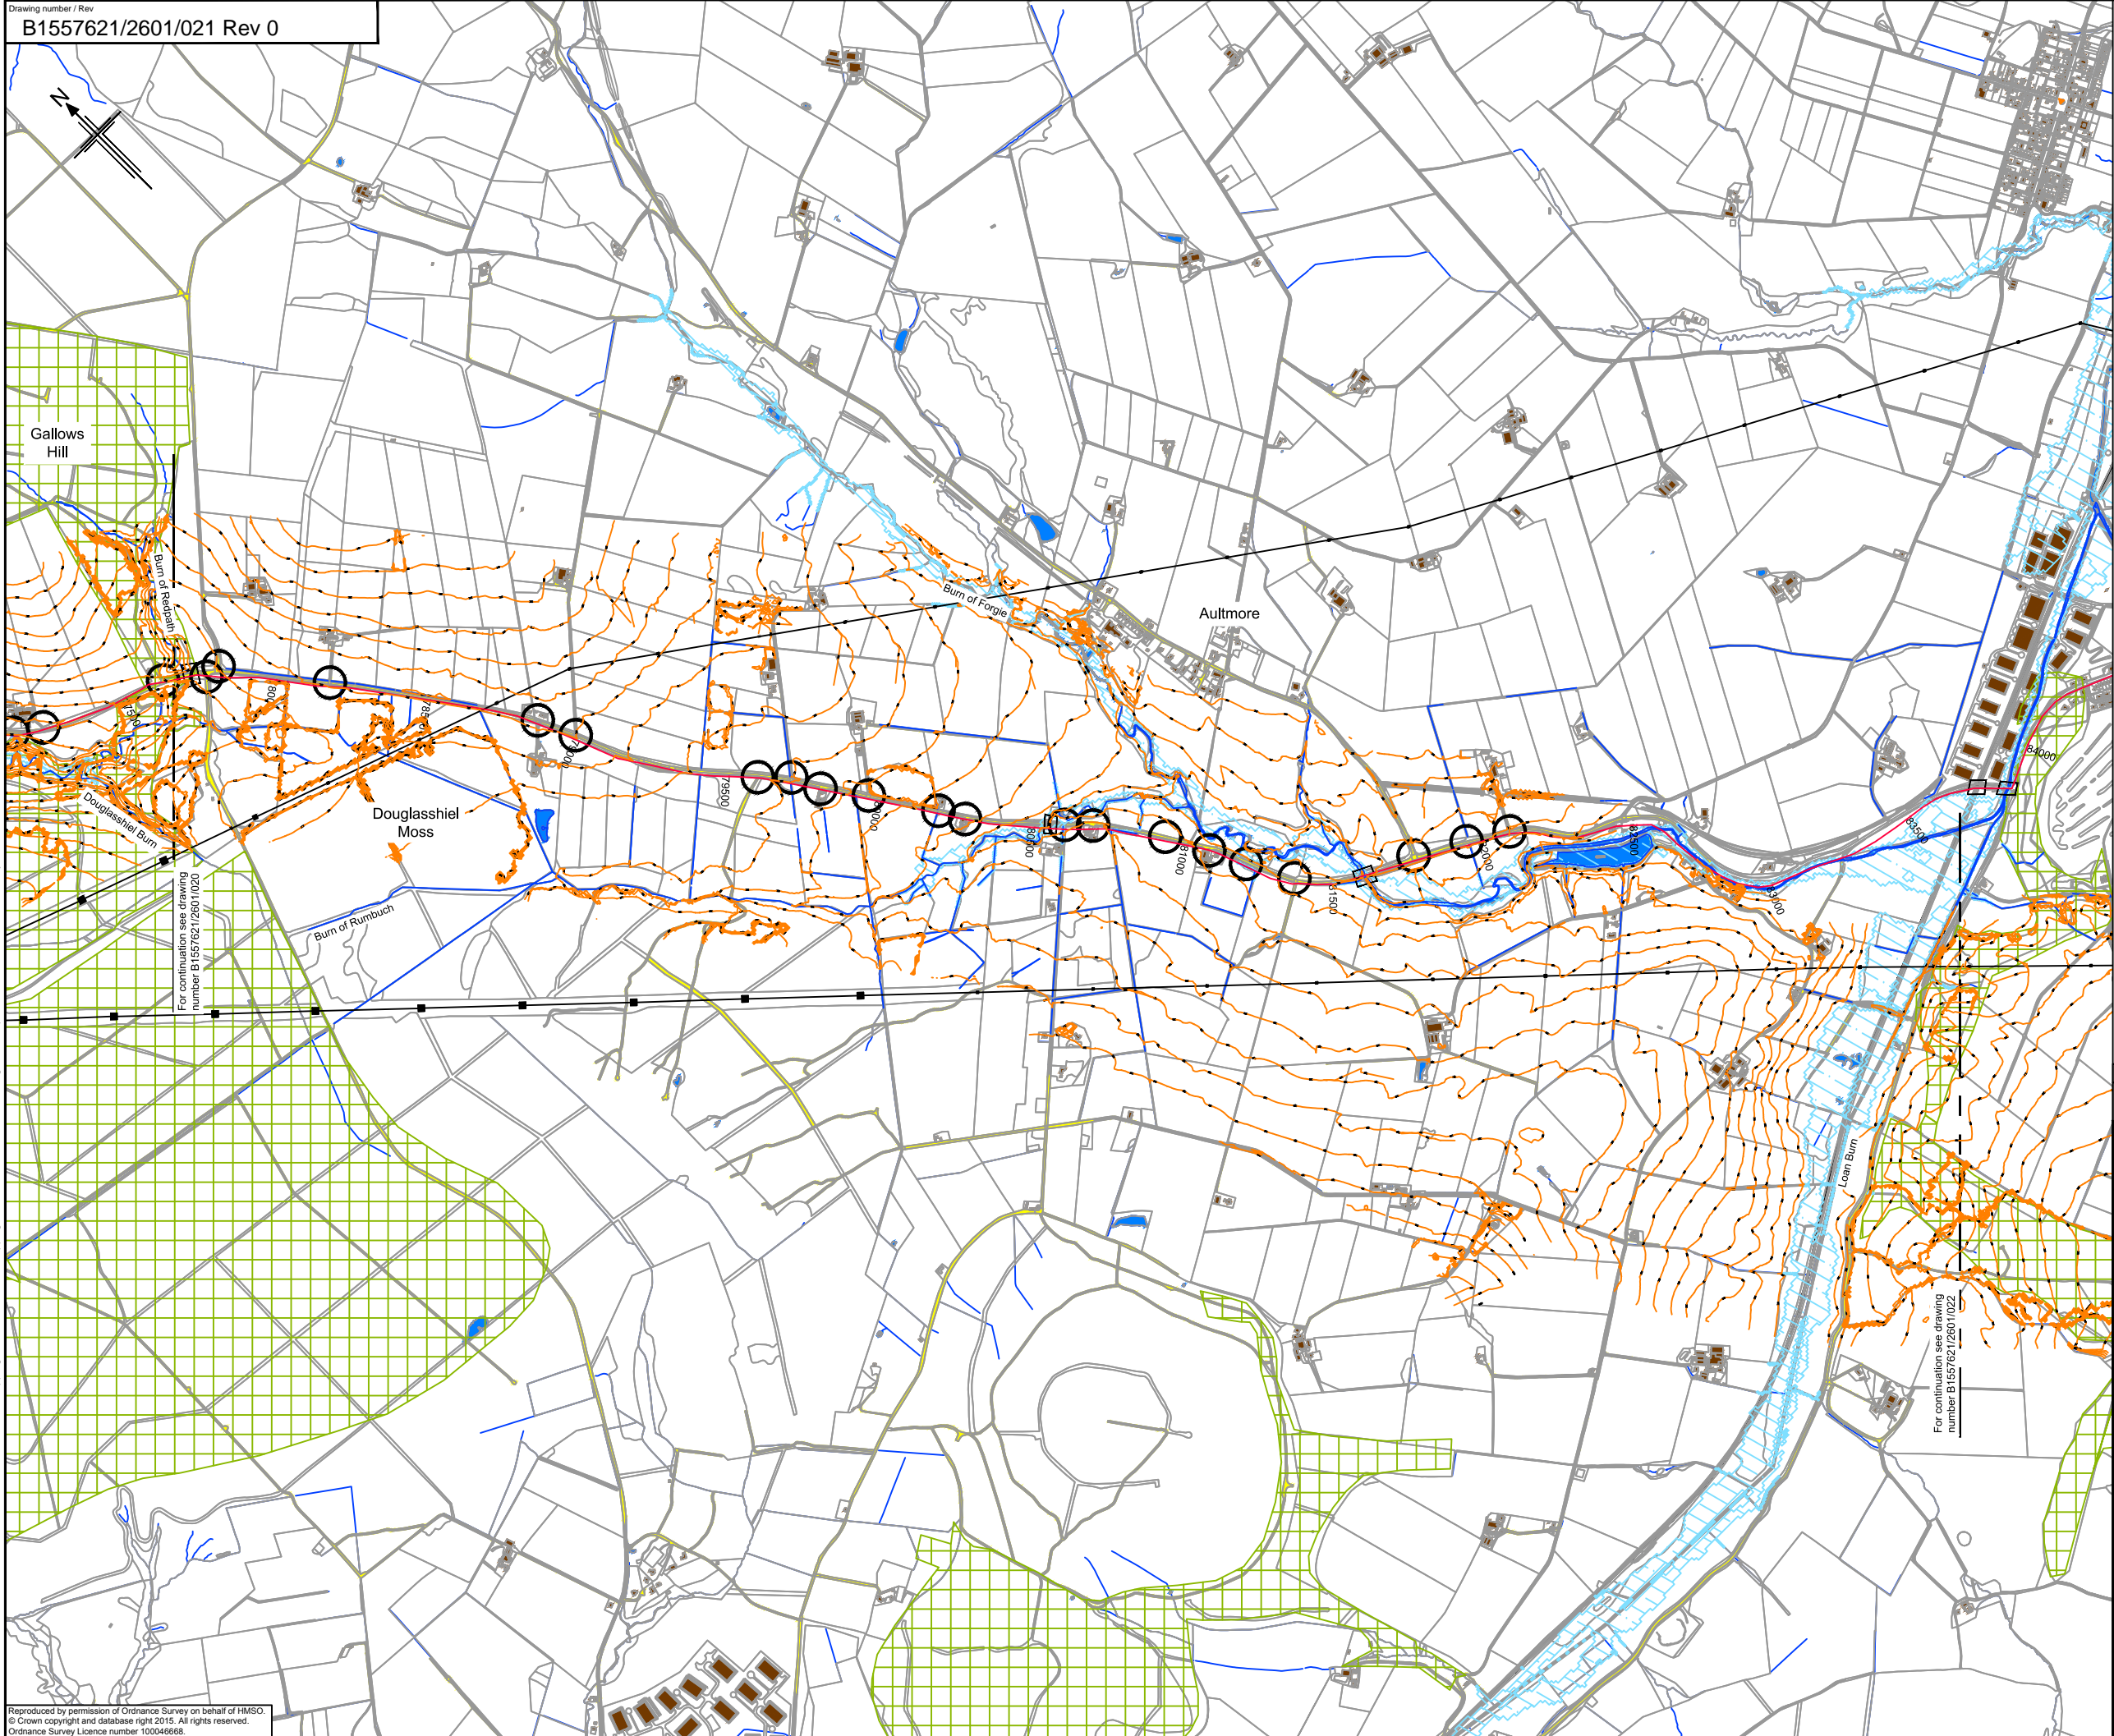 Drawing number / Rev
B1557621/2601/021 Rev 0
N
Gallows
Hill
Burn of Redpath
Burn of Forgie
Aultmore
79000
79500
81000
81500
82000
83000
83500
84000
Douglasshiel
Moss
Douglasshiel Burn
Burn of Rumbuch
For continuation see drawing
number B1557621/2601/020
Loan Burn
For continuation see drawing
number B1557621/2601/022
Reproduced by permission of Ordnance Survey on behalf of HMSO.
© Crown copyright and database right 2015. All rights reserved.
Ordnance Survey Licence number 100046668.